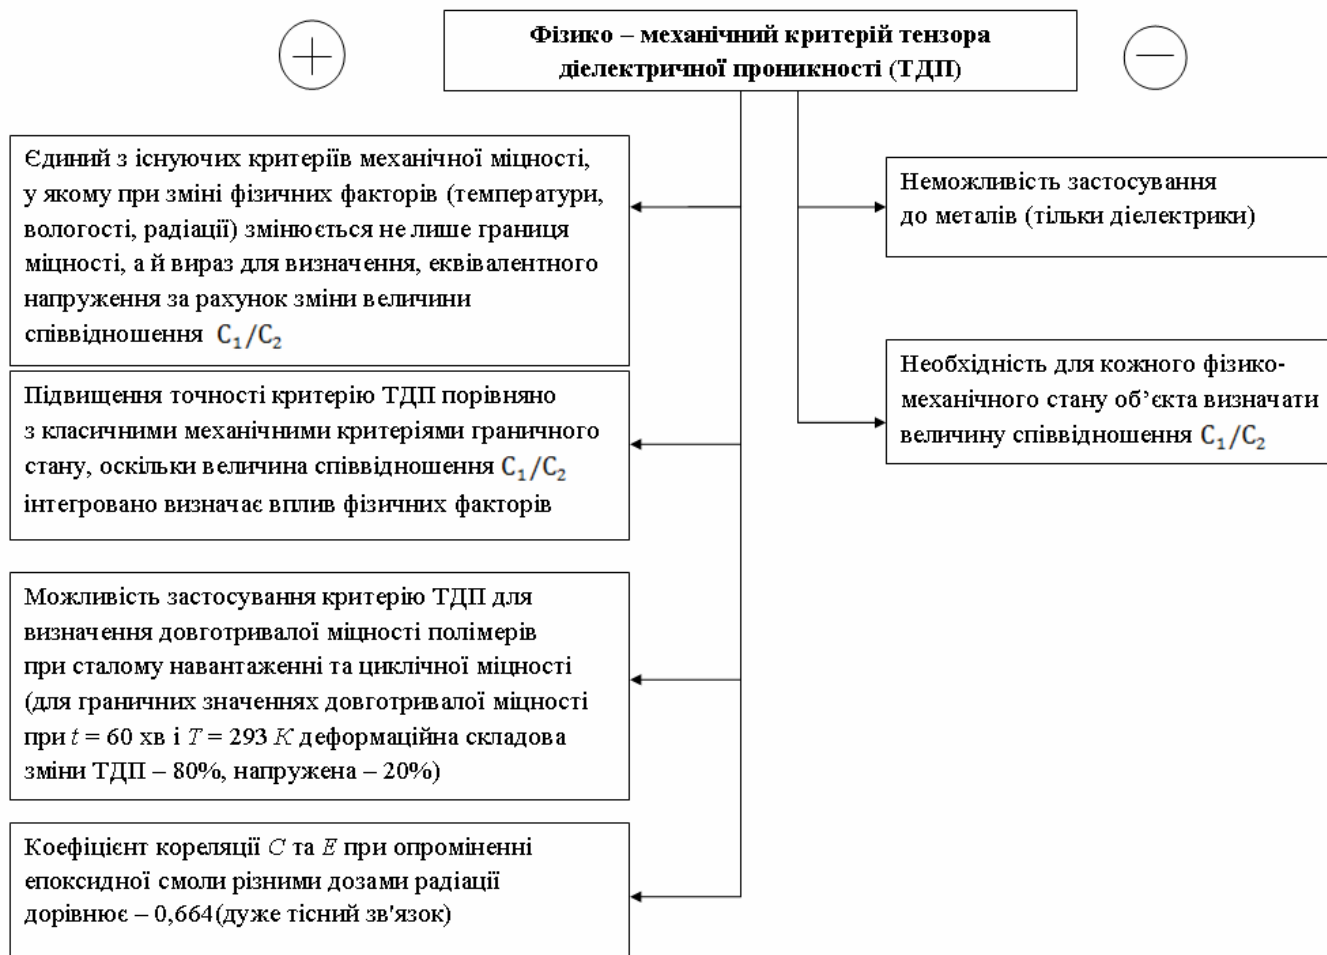 Фізико – механічний критерій тензора
діелектричної проникності (ТДП)
Єдиний з існуючих критеріїв механічної міцності,
у якому при зміні фізичних факторів (температури,
вологості, радіації) змінюється не лише границя
міцності, а й вираз для визначення, еквівалентного
напруження за рахунок зміни величини
співвідношення C₁/C₂
Підвищення точності критерію ТДП порівняно
з класичними механічними критеріями граничного
стану, оскільки величина співвідношення C₁/C₂
інтегровано визначає вплив фізичних факторів
Можливість застосування критерію ТДП для
визначення довготривалої міцності полімерів
при сталому навантаженні та циклічної міцності
(для граничних значеннях довготривалої міцності
при t = 60 хв і T = 293 K деформаційна складова
зміни ТДП – 80%, напружена – 20%)
Коефіцієнт кореляції C та E при опроміненні
епоксидної смоли різними дозами радіації
дорівнює – 0,664(дуже тісний зв'язок)
Неможливість застосування
до металів (тільки діелектрики)
Необхідність для кожного фізико-
механічного стану об’єкта визначати
величину співвідношення C₁/C₂